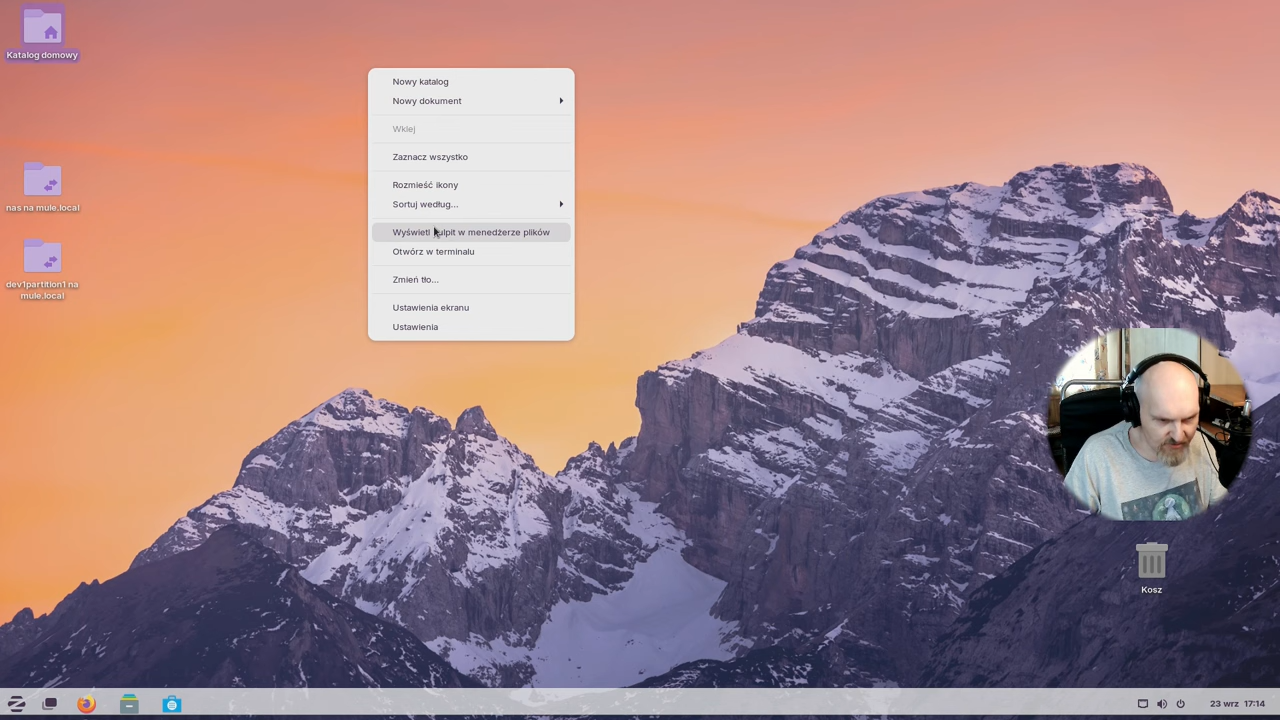 Katalog domowy
nas na mule.local
dev1partition1 na
mule.local
Nowy katalog
Nowy dokument
Wklej
Zaznacz wszystko
Rozmieść ikony
Sortuj według...
Wyświetl pulpit w menedżerze plików
Otwórz w terminalu
Zmień tło...
Ustawienia ekranu
Ustawienia
Kosz
23 wrz 17:14